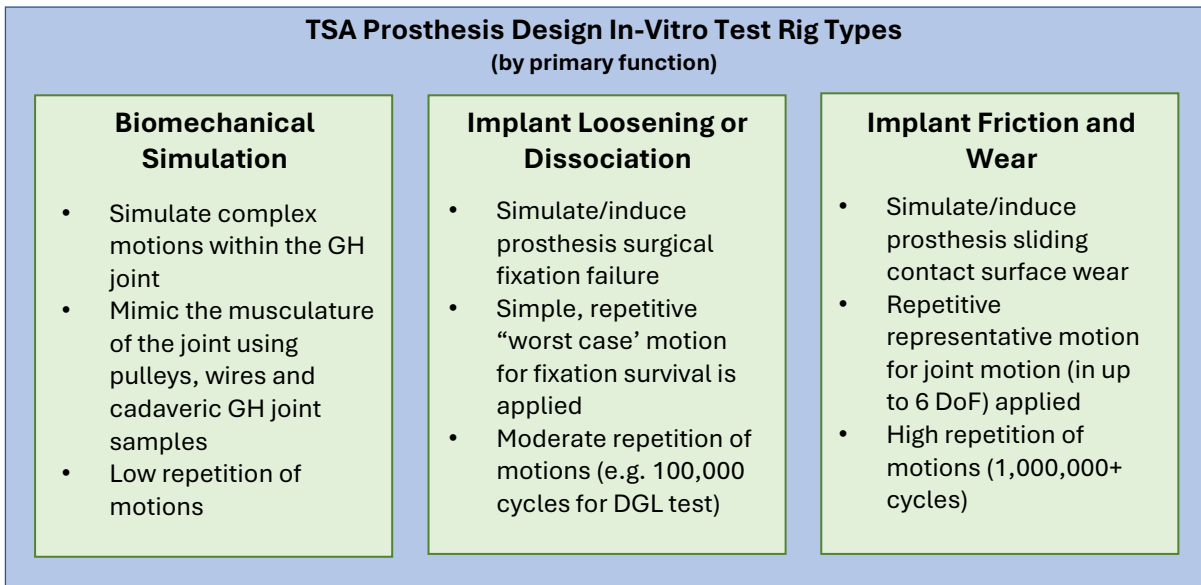 TSA Prosthesis Design In-Vitro Test Rig Types
(by primary function)
Biomechanical
Simulation
• Simulate complex
motions within the GH
joint
• Mimic the musculature
of the joint using
pulleys, wires and
cadaveric GH joint
samples
• Low repetition of
motions
Implant Loosening or
Dissociation
• Simulate/induce
prosthesis surgical
fixation failure
• Simple, repetitive
“worst case’ motion
for fixation survival is
applied
• Moderate repetition of
motions (e.g. 100,000
cycles for DGL test)
Implant Friction and
Wear
• Simulate/induce
prosthesis sliding
contact surface wear
• Repetitive
representative motion
for joint motion (in up
to 6 DoF) applied
• High repetition of
motions (1,000,000+
cycles)